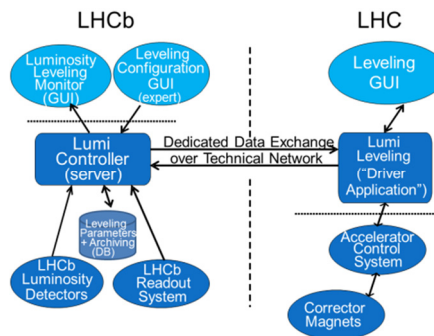 LHCb
LHC
Luminosity
Leveling
Monitor
(GUI)
Leveling
Configuration
GUI
(expert)
Leveling
GUI
Lumi
Controller
(server)
Dedicated Data Exchange
over Technical Network
Lumi
Leveling
("Driver
Application")
Leveling
Parameters
+ Archiving
(DB)
LHCb
Luminosity
Detectors
LHCb
Readout
System
Accelerator
Control
System
Corrector
Magnets